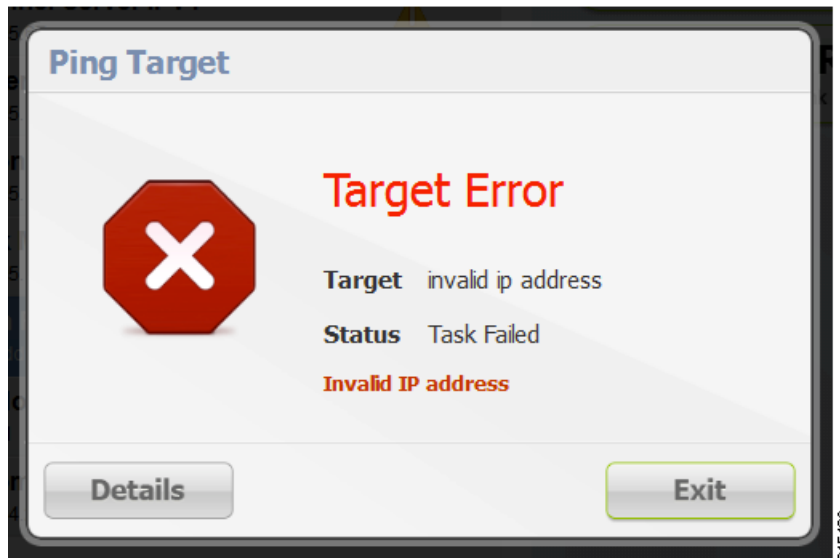 Ping Target
Target Error
Target invalid ip address
Status Task Failed
Invalid IP address
Details
Exit